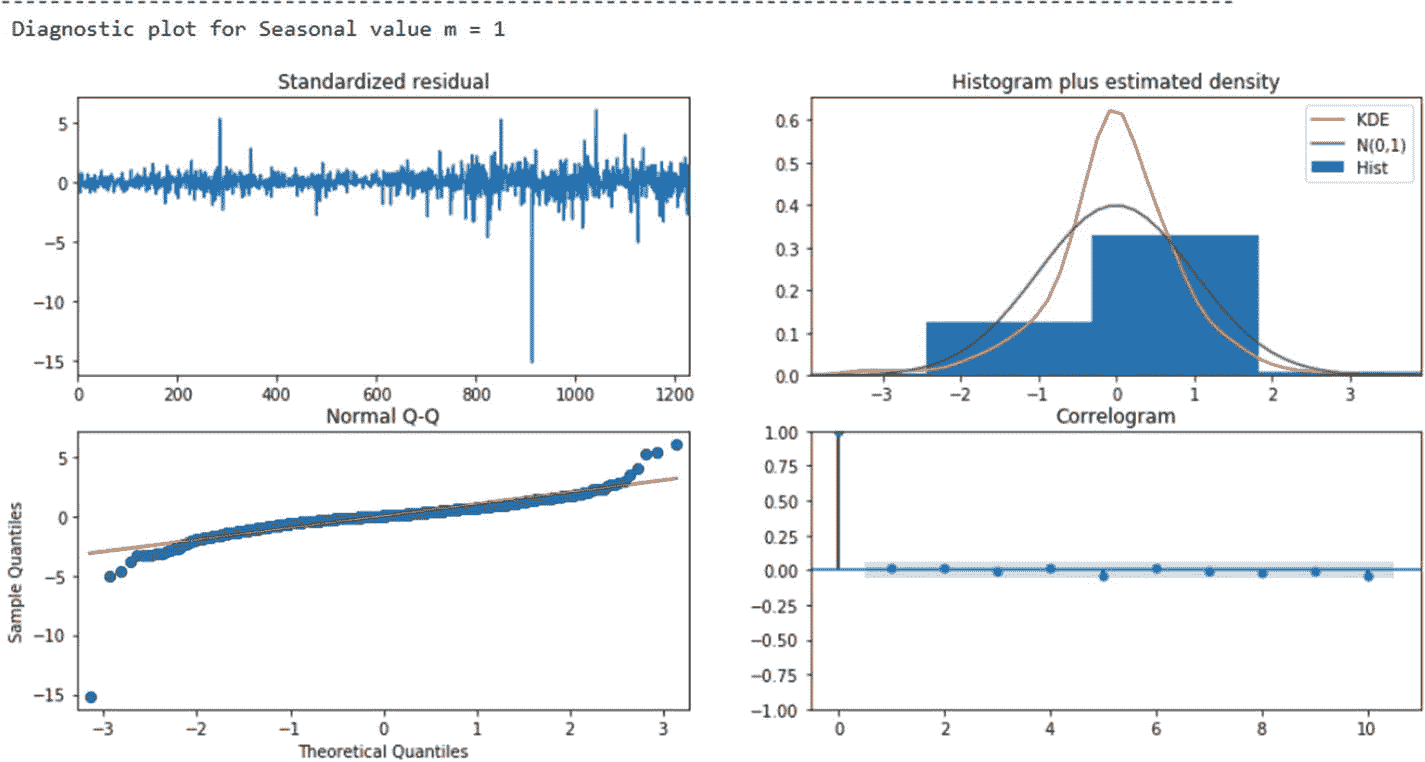 Diagnostic plot for Seasonal value m = 1
Standardized residual
5
0
−5
−10
−15
0 200 400 600 800 1000 1200
Histogram plus estimated density
KDE
N(0,1)
Hist
0.6
0.5
0.4
0.3
0.2
0.1
0.0
−3 −2 −1 0 1 2 3
Normal Q-Q
Sample Quantiles
5
0
−5
−10
−15
−3 −2 −1 0 1 2 3
Theoretical Quantiles
Correlogram
1.00
0.75
0.50
0.25
0.00
−0.25
−0.50
−0.75
−1.00
0 2 4 6 8 10